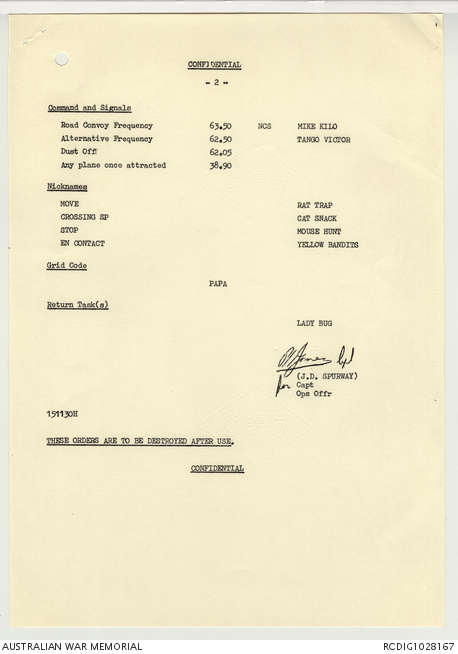 CONFIDENTIAL
- 2 -
Command and Signals
Road Convoy Frequency 63.50 NCS MIKE KILO
Alternative Frequency 62.50 TANGO VICTOR
Dust Off 62.05
Any plane once attracted 38.90
Nicknames
MOVE RAT TRAP
CROSSING SP CAT SNACK
STOP MOUSE HUNT
EN CONTACT YELLOW BANDITS
Grid Code
PAPA
Return Task(s)
LADY BUG
(J.D. SPURWAY)
for Capt
Ops Offr
151130H
THESE ORDERS ARE TO BE DESTROYED AFTER USE.
CONFIDENTIAL
AUSTRALIAN WAR MEMORIAL RCDIG1028167